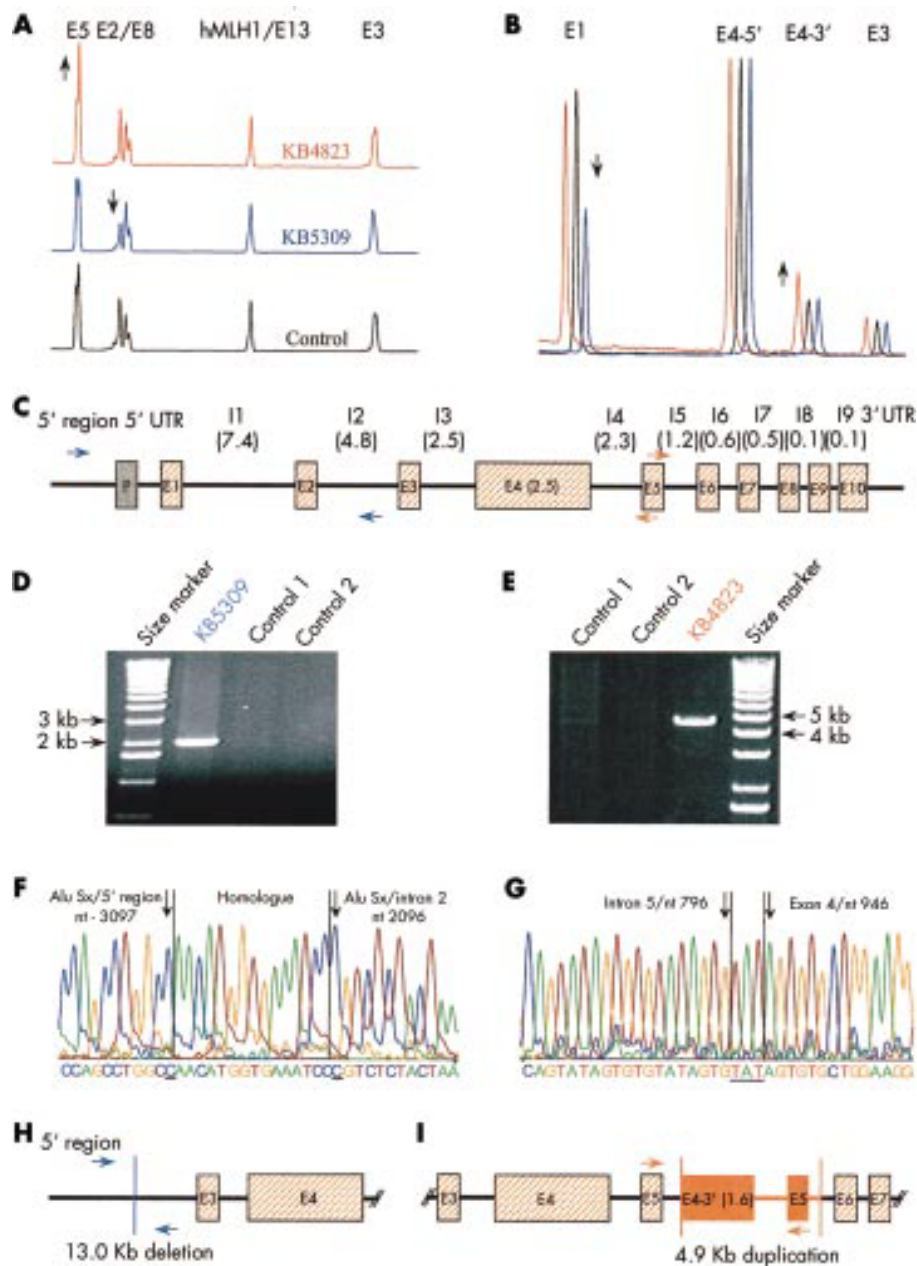 A
E5 E2/E8 hMLH1/E13 E3
KB4823
KB5309
Control
B
E1 E4-5' E4-3' E3
C
5' region 5' UTR I1 I2 I3 I4 I5 I6 I7 I8 I9 3'UTR
(7.4) (4.8) (2.5) (2.3) (1.2) (0.6) (0.5) (0.1) (0.1)
P E1 E2 E3 E4 (2.5) E5 E6 E7 E8 E9 E10
D
Size marker
KB5309
Control 1
Control 2
3 kb
2 kb
E
Control 1
Control 2
KB4823
Size marker
5 kb
4 kb
F
Alu Sx/5' region
nt - 3097
Homologue
Alu Sx/intron 2
nt 2096
CCAGCCTGGCCAACATGGTGAAATCCCGTCTCTACTAA
G
Intron 5/nt 796
Exon 4/nt 946
CAGTATAGTGTGTATAGTGTATAGTGTGCTGGAAGG
H
5' region
E3 E4
13.0 Kb deletion
I
E3 E4 E5 E4-3' (1.6) E5 E6 E7
4.9 Kb duplication